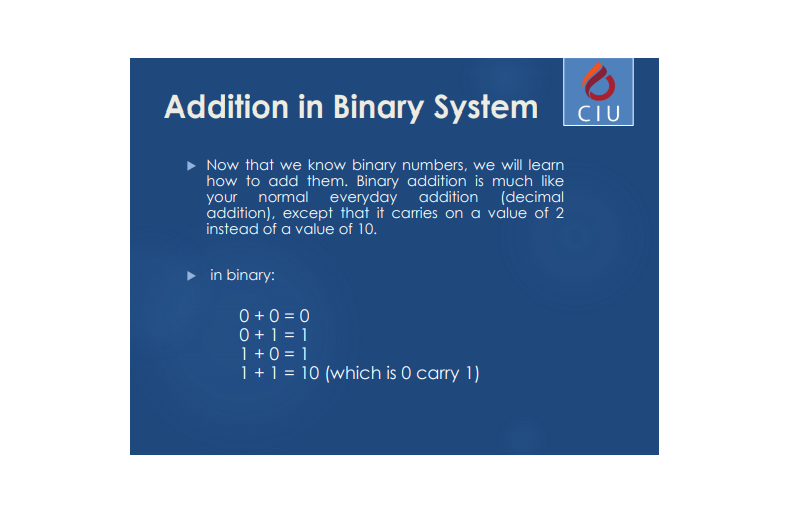 Addition in Binary System
CIU
Now that we know binary numbers, we will learn
how to add them. Binary addition is much like
your normal everyday addition (decimal
addition), except that it carries on a value of 2
instead of a value of 10.
in binary:
0 + 0 = 0
0 + 1 = 1
1 + 0 = 1
1 + 1 = 10 (which is 0 carry 1)